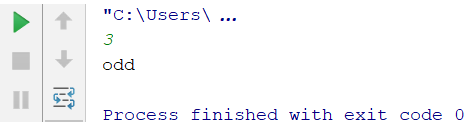 "C:\Users\ ...
3
odd
Process finished with exit code 0